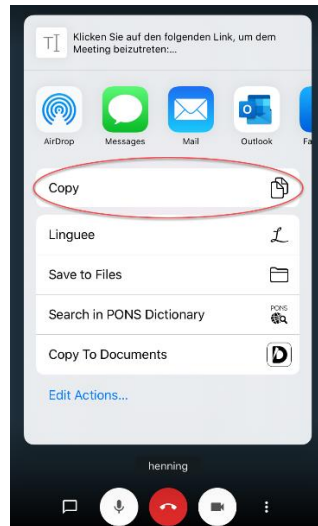 Klicken Sie auf den folgenden Link, um dem
Meeting beizutreten:...
AirDrop Messages Mail Outlook Fa
Copy
Linguee
Save to Files
Search in PONS Dictionary PONS
Copy To Documents
Edit Actions...
henning